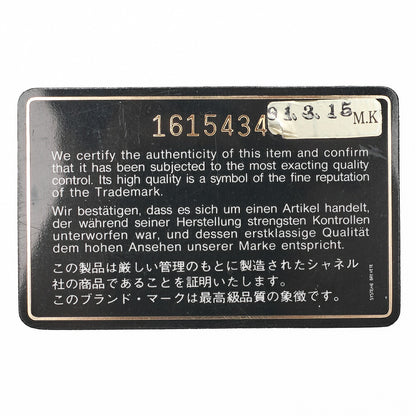 91.3.15 M.K
1615434
We certify the authenticity of this item and confirm
that it has been subjected to the most exacting quality
control. Its high quality is a symbol of the fine reputation
of the Trademark.
Wir bestätigen, dass es sich um einen Artikel handelt,
der während seiner Herstellung strengsten Kontrollen
unterworfen war, und dessen erstklassige Qualität
dem hohen Ansehen unserer Marke entspricht.
この製品は厳しい管理のもとに製造されたシャネル
社の商品であることを証明いたします。
このブランド・マークは最高級品質の象徴です。